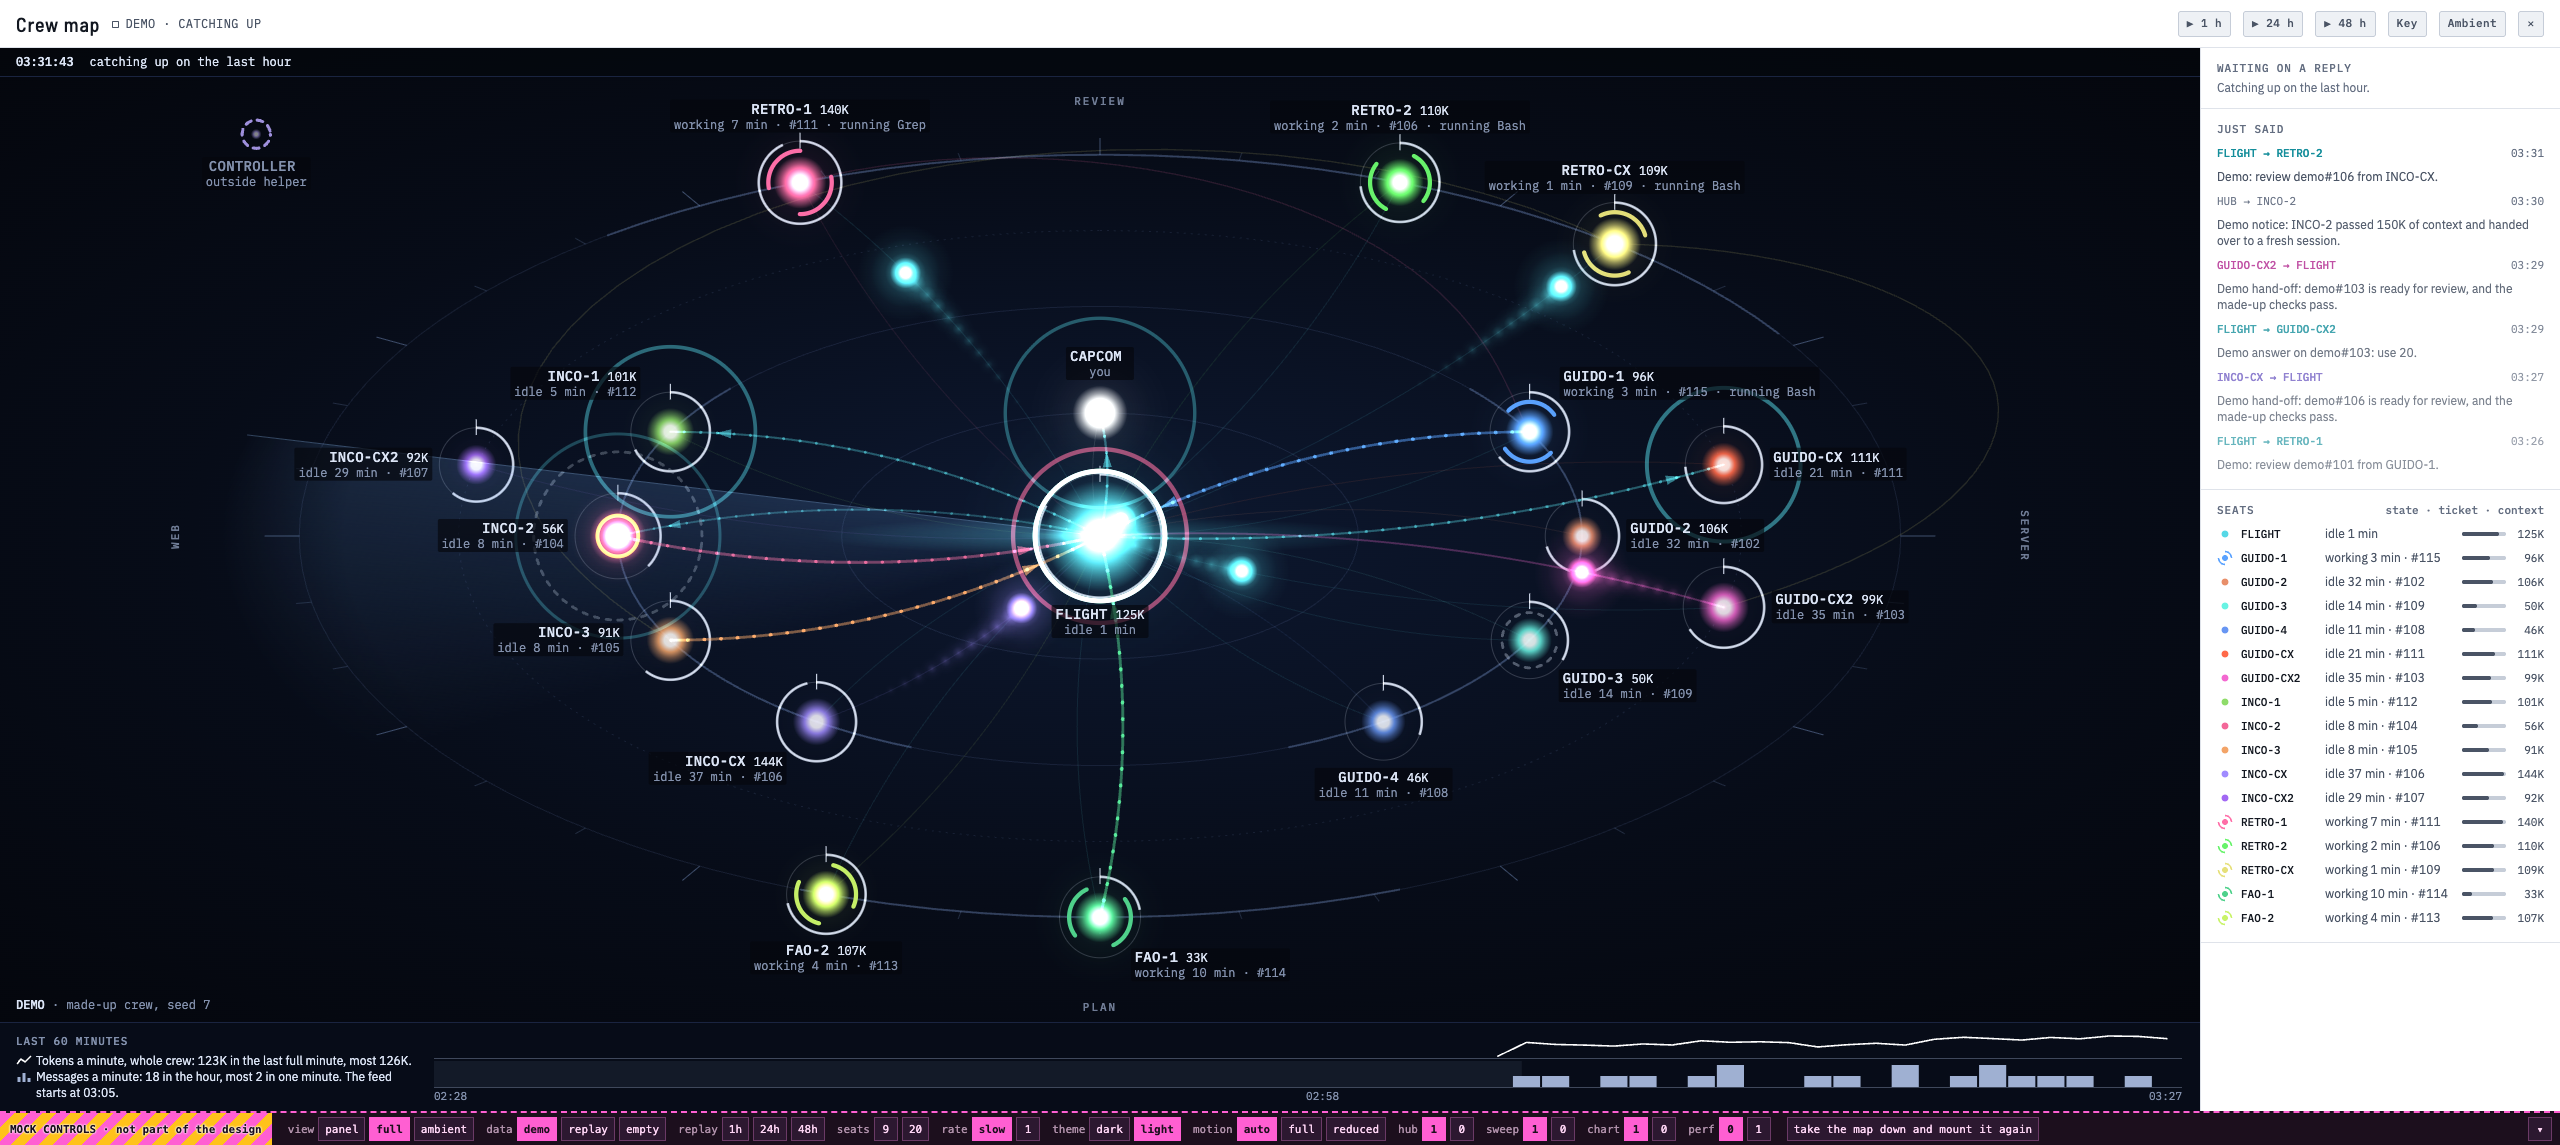 Crew map
DEMO · CATCHING UP
▶ 1 h
▶ 24 h
▶ 48 h
Key
Ambient
×
03:31:43 catching up on the last hour
REVIEW
WEB
SERVER
PLAN
CONTROLLER
outside helper
RETRO-1 140K
working 7 min · #111 · running Grep
RETRO-2 110K
working 2 min · #106 · running Bash
RETRO-CX 109K
working 1 min · #109 · running Bash
CAPCOM
you
INCO-1 101K
idle 5 min · #112
GUIDO-1 96K
working 3 min · #115 · running Bash
INCO-CX2 92K
idle 29 min · #107
GUIDO-CX 111K
idle 21 min · #111
INCO-2 56K
idle 8 min · #104
GUIDO-2 106K
idle 32 min · #102
FLIGHT 125K
idle 1 min
GUIDO-CX2 99K
idle 35 min · #103
INCO-3 91K
idle 8 min · #105
GUIDO-3 50K
idle 14 min · #109
INCO-CX 144K
idle 37 min · #106
GUIDO-4 46K
idle 11 min · #108
FAO-2 107K
working 4 min · #113
FAO-1 33K
working 10 min · #114
DEMO · made-up crew, seed 7
LAST 60 MINUTES
Tokens a minute, whole crew: 123K in the last full minute, most 126K.
Messages a minute: 18 in the hour, most 2 in one minute. The feed
starts at 03:05.
02:28
02:58
03:27
WAITING ON A REPLY
Catching up on the last hour.
JUST SAID
FLIGHT → RETRO-2 03:31
Demo: review demo#106 from INCO-CX.
HUB → INCO-2 03:30
Demo notice: INCO-2 passed 150K of context and handed
over to a fresh session.
GUIDO-CX2 → FLIGHT 03:29
Demo hand-off: demo#103 is ready for review, and the
made-up checks pass.
FLIGHT → GUIDO-CX2 03:29
Demo answer on demo#103: use 20.
INCO-CX → FLIGHT 03:27
Demo hand-off: demo#106 is ready for review, and the
made-up checks pass.
FLIGHT → RETRO-1 03:26
Demo: review demo#101 from GUIDO-1.
SEATS state · ticket · context
FLIGHT idle 1 min 125K
GUIDO-1 working 3 min · #115 96K
GUIDO-2 idle 32 min · #102 106K
GUIDO-3 idle 14 min · #109 50K
GUIDO-4 idle 11 min · #108 46K
GUIDO-CX idle 21 min · #111 111K
GUIDO-CX2 idle 35 min · #103 99K
INCO-1 idle 5 min · #112 101K
INCO-2 idle 8 min · #104 56K
INCO-3 idle 8 min · #105 91K
INCO-CX idle 37 min · #106 144K
INCO-CX2 idle 29 min · #107 92K
RETRO-1 working 7 min · #111 140K
RETRO-2 working 2 min · #106 110K
RETRO-CX working 1 min · #109 109K
FAO-1 working 10 min · #114 33K
FAO-2 working 4 min · #113 107K
MOCK CONTROLS · not part of the design
view panel full ambient data demo replay empty replay 1h 24h 48h seats 9 20 rate slow 1 theme dark light motion auto full reduced hub 1 0 sweep 1 0 chart 1 0 perf 0 1 take the map down and mount it again ▾